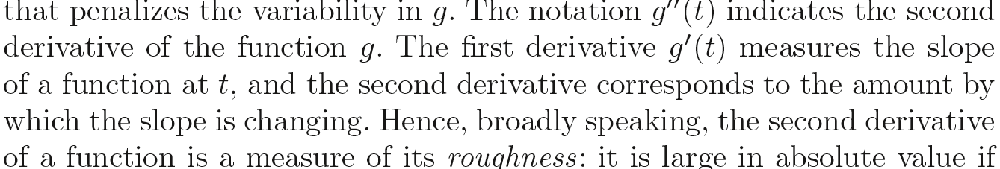 that penalizes the variability in g. The notation g′′(t) indicates the second
derivative of the function g. The first derivative g′(t) measures the slope
of a function at t, and the second derivative corresponds to the amount by
which the slope is changing. Hence, broadly speaking, the second derivative
of a function is a measure of its roughness: it is large in absolute value if